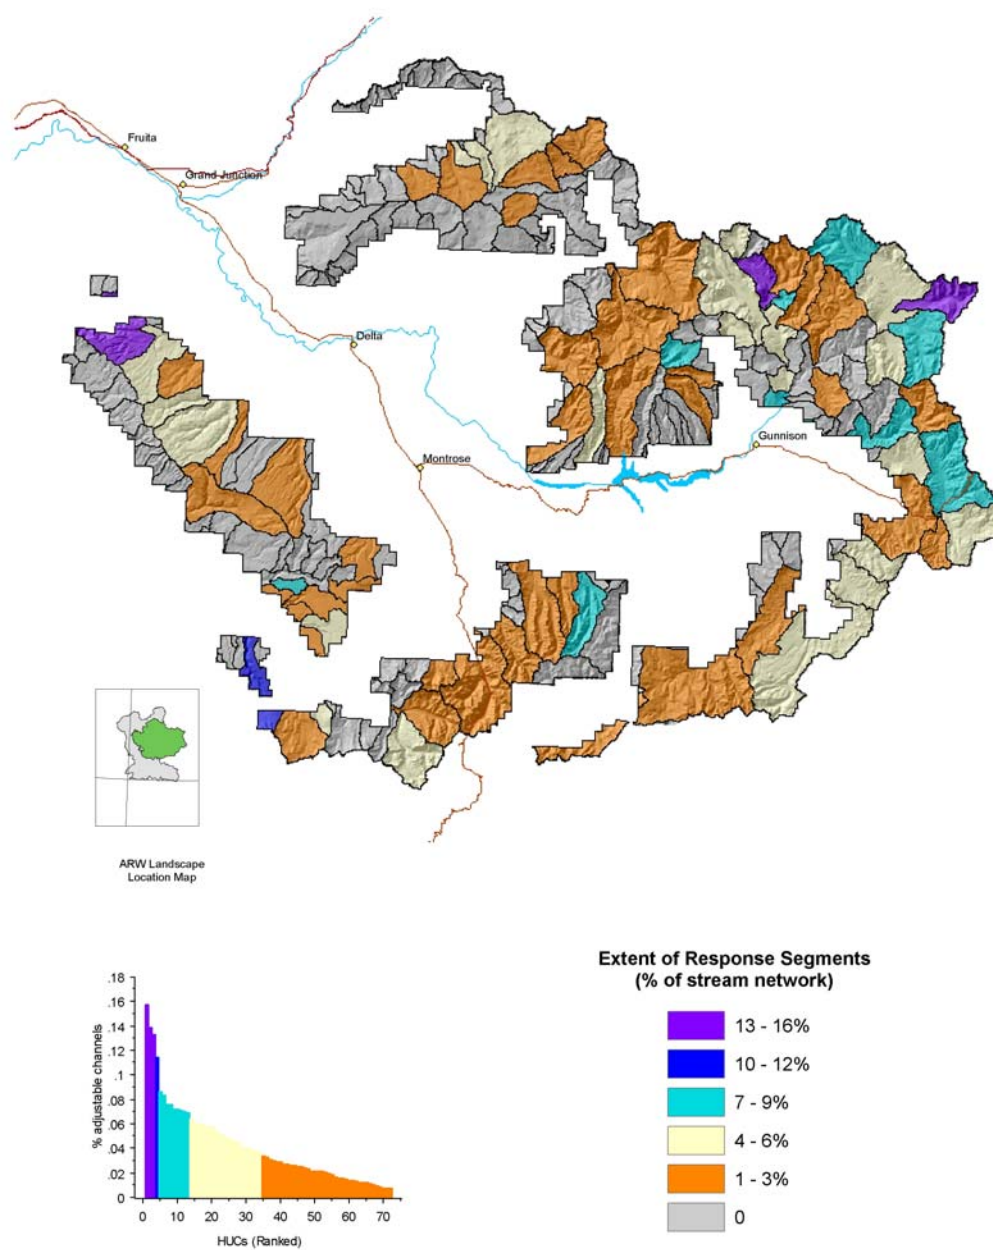 Fruita
Grand Junction
Delta
Montrose
Gunnison
ARW Landscape
Location Map
Extent of Response Segments
(% of stream network)
13 - 16%
10 - 12%
7 - 9%
4 - 6%
1 - 3%
0
% adjustable channels
.18
.16
.14
.12
.1
.08
.06
.04
.02
0
0 10 20 30 40 50 60 70
HUCs (Ranked)